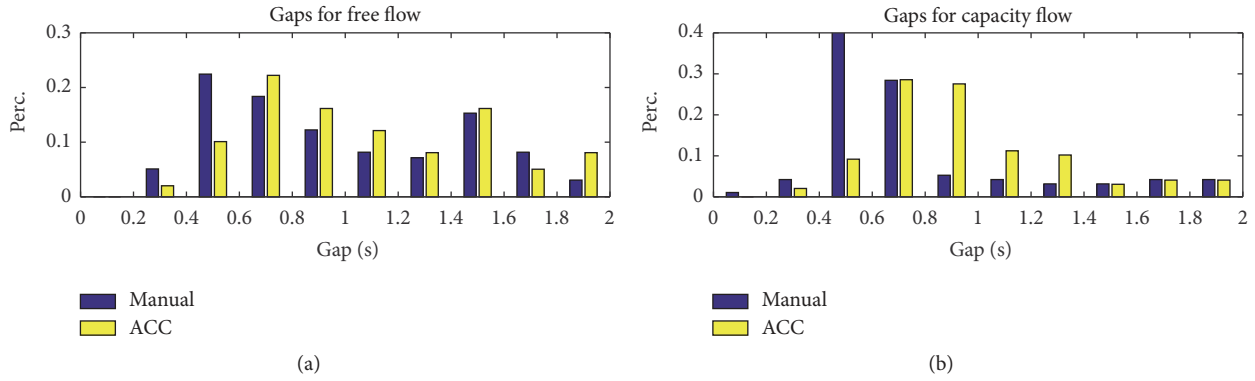 Gaps for free flow
0.3
0.2
0.1
0
Perc.
0 0.2 0.4 0.6 0.8 1 1.2 1.4 1.6 1.8 2
Gap (s)
Manual
ACC
(a)
Gaps for capacity flow
0.4
0.3
0.2
0.1
0
Perc.
0 0.2 0.4 0.6 0.8 1 1.2 1.4 1.6 1.8 2
Gap (s)
Manual
ACC
(b)